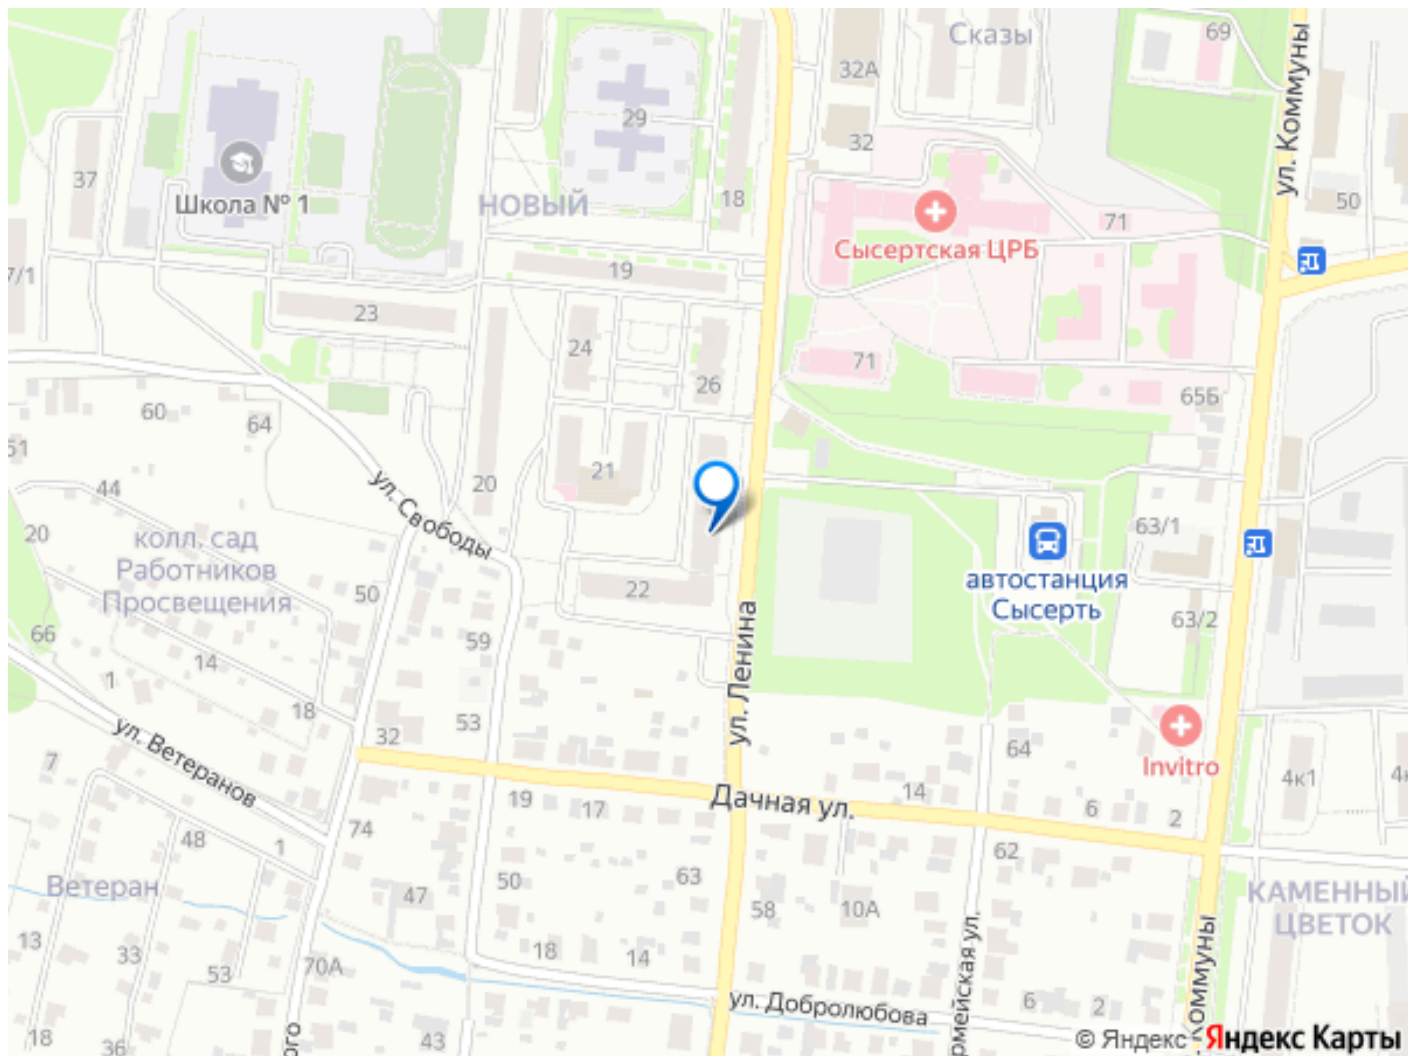 Сказы
69
32А
ул. Коммуны
29
32
37
Школа № 1
НОВЫЙ
18
50
71
Сысертская ЦРБ
7/1
19
23
24
26
71
65Б
60
64
51
21
20
44
ул. Свободы
20
63/1
колл. сад
Работников
Просвещения
автостанция
Сысерть
50
22
66
59
63/2
14
1
18
53
ул. Ленина
32
64
ул. Ветеранов
7
Invitro
4к1
4к
Дачная ул.
19
17
14
6
2
74
48
1
62
Ветеран
47
50
63
58
10А
КАМЕННЫЙ
ЦВЕТОК
13
33
53
70А
18
14
рмейская ул.
Коммуны
ул. Добролюбова
6
2
18
36
ого
43
© Яндекс Яндекс Карты